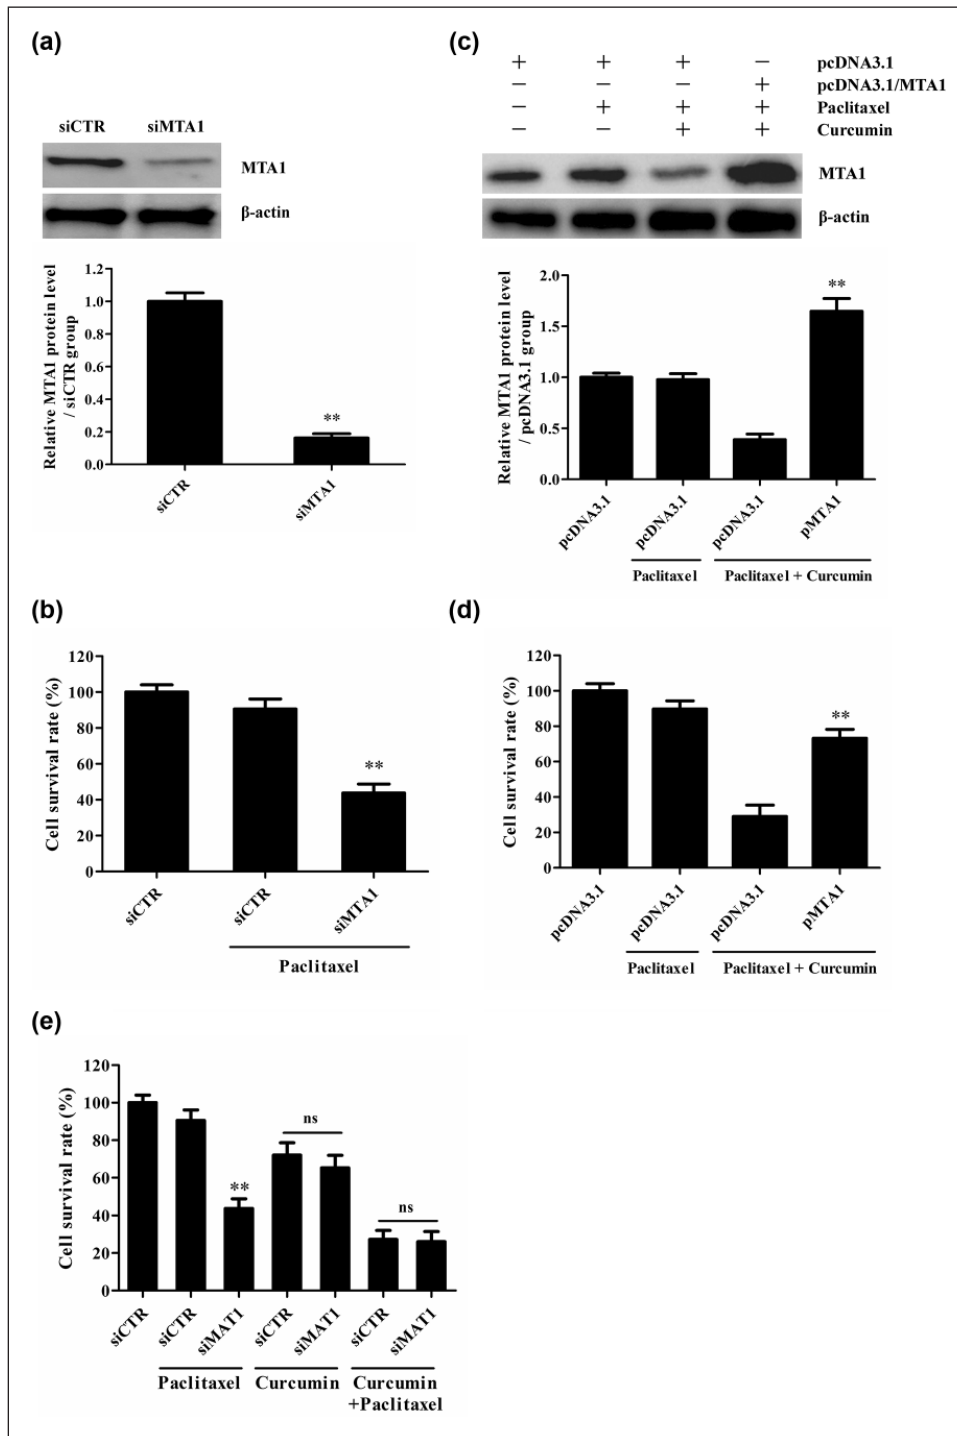 (a)
siCTR siMTA1
MTA1
β-actin
Relative MTA1 protein level
/ siCTR group
1.2
1.0
0.8
0.6
0.4
0.2
0.0
**
siCTR
siMTA1
(c)
+ + + − pcDNA3.1
− − − + pcDNA3.1/MTA1
− + + + Paclitaxel
− − + + Curcumin
MTA1
β-actin
Relative MTA1 protein level
/ pcDNA3.1 group
2.0
1.5
1.0
0.5
0.0
**
pcDNA3.1
pcDNA3.1
pcDNA3.1
pMTA1
Paclitaxel
Paclitaxel + Curcumin
(b)
Cell survival rate (%)
120
100
80
60
40
20
0
**
siCTR
siCTR
siMTA1
Paclitaxel
(d)
Cell survival rate (%)
120
100
80
60
40
20
0
**
pcDNA3.1
pcDNA3.1
pcDNA3.1
pMTA1
Paclitaxel
Paclitaxel + Curcumin
(e)
Cell survival rate (%)
120
100
80
60
40
20
0
**
ns
ns
siCTR
siCTR
siMAT1
siCTR
siMAT1
siCTR
siMAT1
Paclitaxel
Curcumin
Curcumin
+Paclitaxel